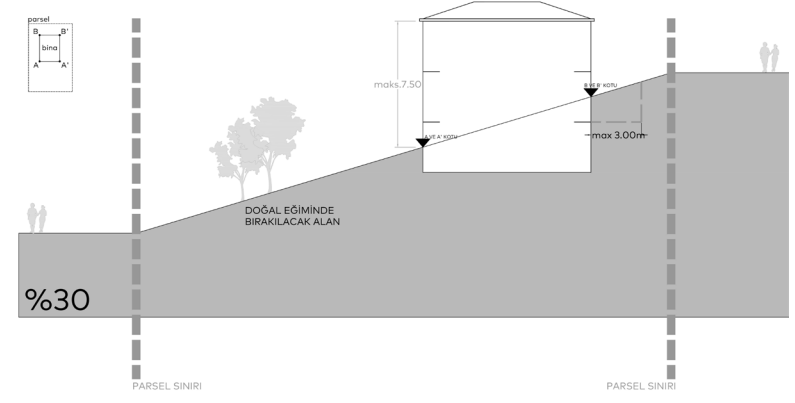 parsel
B B'
bina
A A'
maks.7.50
B VE B' KOTU
A VE A' KOTU
max 3.00m
DOĞAL EĞİMİNDE
BIRAKILACAK ALAN
%30
PARSEL SINIRI
PARSEL SINIRI